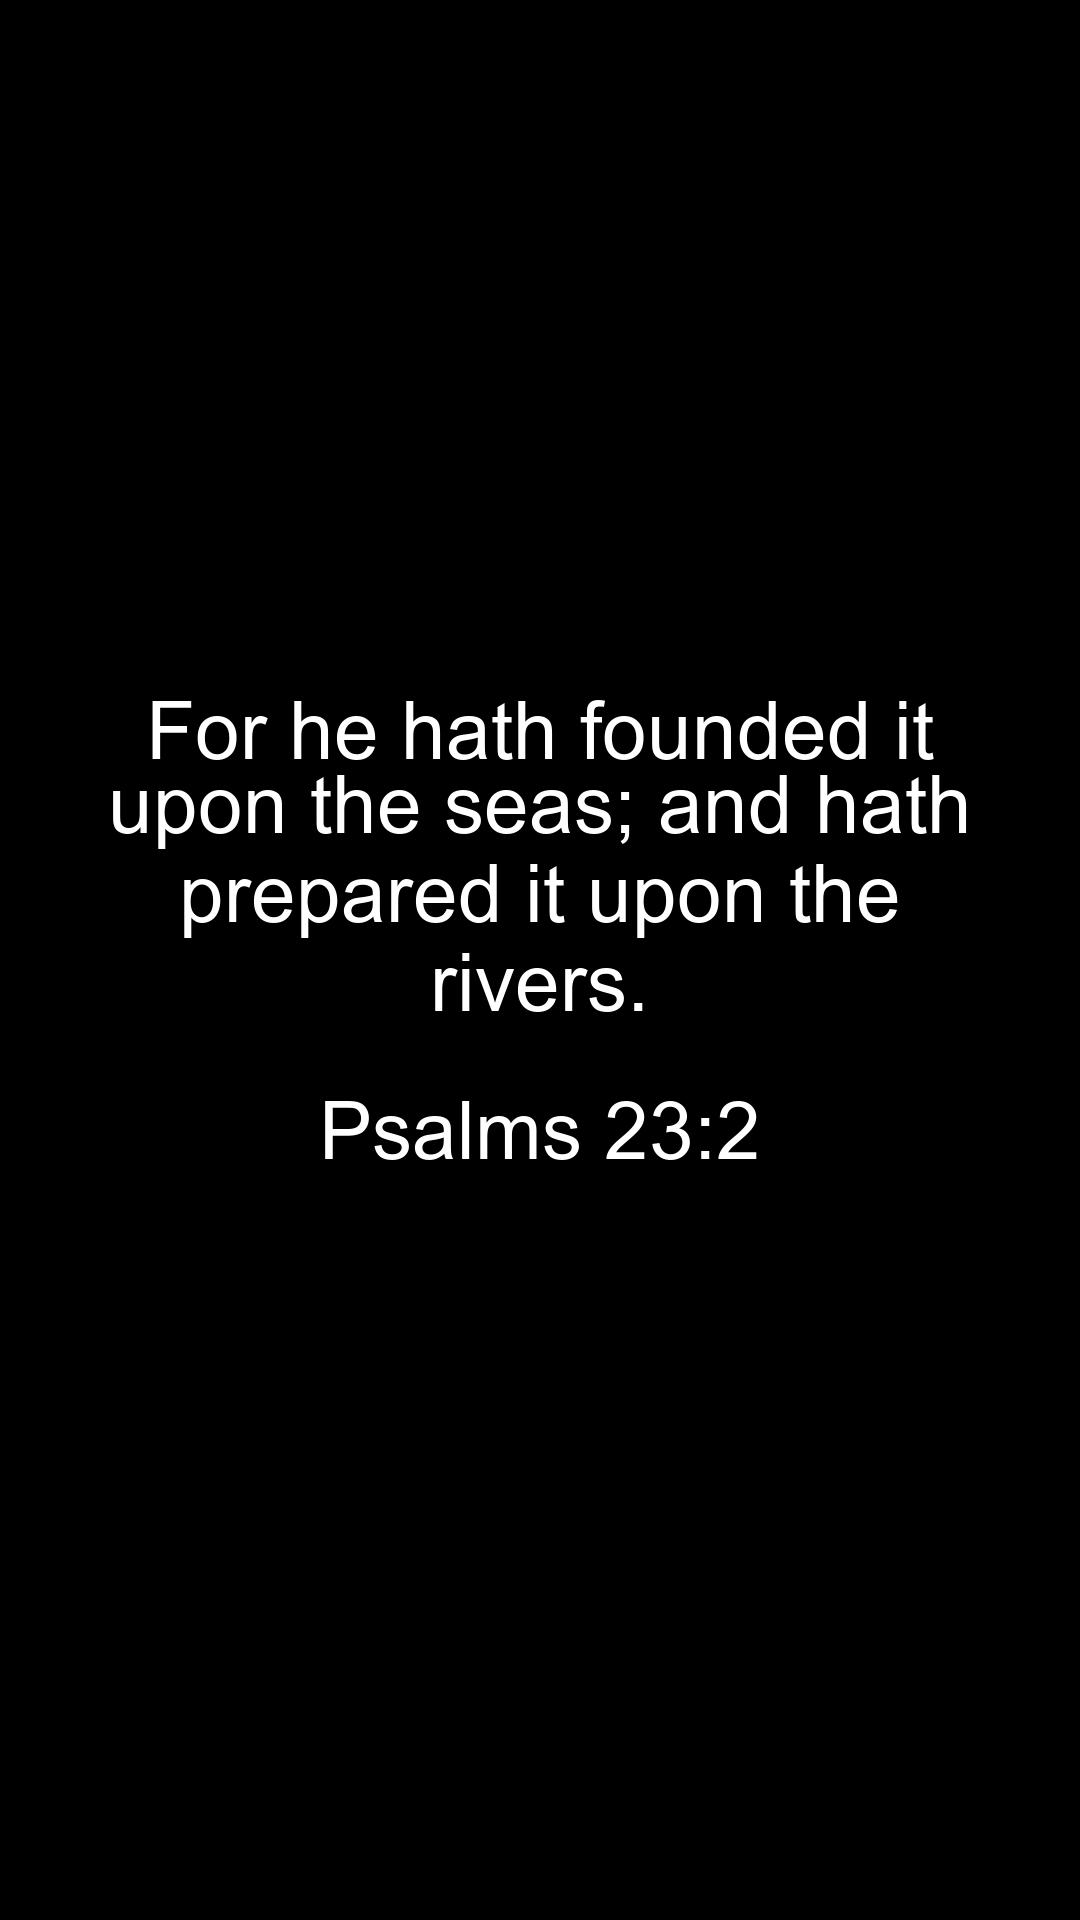 For he hath founded it
upon the seas; and hath
prepared it upon the
rivers.
Psalms 23:2